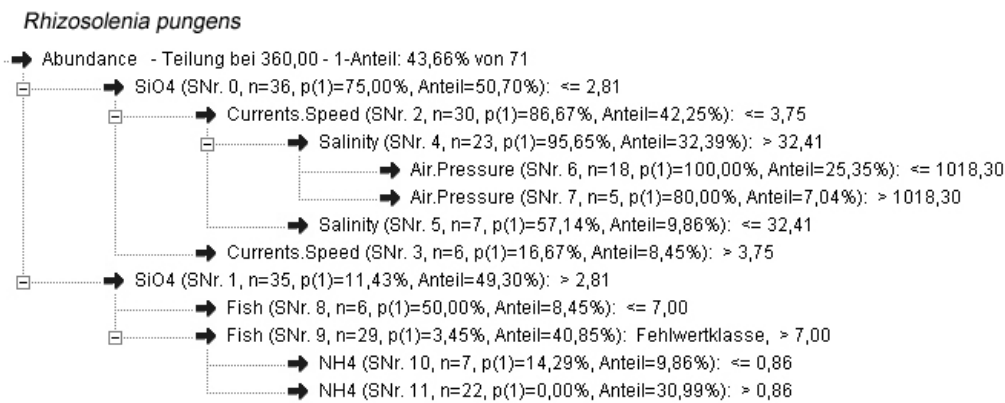 Rhizosolenia pungens
Abundance - Teilung bei 360,00 - 1-Anteil: 43,66% von 71
SiO4 (SNr. 0, n=36, p(1)=75,00%, Anteil=50,70%): <= 2,81
Currents.Speed (SNr. 2, n=30, p(1)=86,67%, Anteil=42,25%): <= 3,75
Salinity (SNr. 4, n=23, p(1)=95,65%, Anteil=32,39%): > 32,41
Air.Pressure (SNr. 6, n=18, p(1)=100,00%, Anteil=25,35%): <= 1018,30
Air.Pressure (SNr. 7, n=5, p(1)=80,00%, Anteil=7,04%): > 1018,30
Salinity (SNr. 5, n=7, p(1)=57,14%, Anteil=9,86%): <= 32,41
Currents.Speed (SNr. 3, n=6, p(1)=16,67%, Anteil=8,45%): > 3,75
SiO4 (SNr. 1, n=35, p(1)=11,43%, Anteil=49,30%): > 2,81
Fish (SNr. 8, n=6, p(1)=50,00%, Anteil=8,45%): <= 7,00
Fish (SNr. 9, n=29, p(1)=3,45%, Anteil=40,85%): Fehlwertklasse, > 7,00
NH4 (SNr. 10, n=7, p(1)=14,29%, Anteil=9,86%): <= 0,86
NH4 (SNr. 11, n=22, p(1)=0,00%, Anteil=30,99%): > 0,86